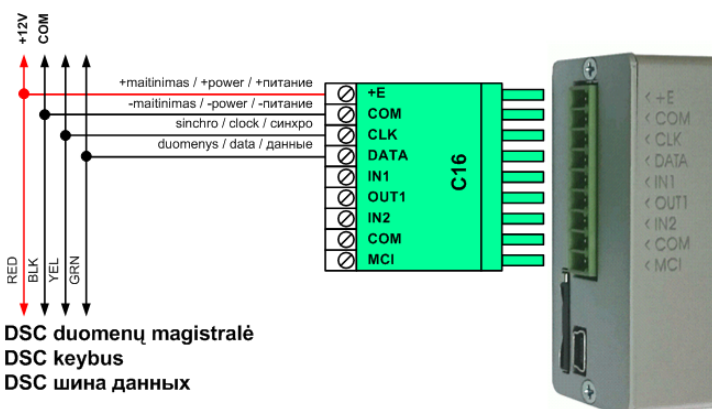 +12V
COM
+maitinimas / +power / +питание
-maitinimas / -power / -питание
sinchro / clock / синхро
duomenys / data / данные
+E
COM
CLK
DATA
IN1
OUT1
IN2
COM
MCI
C16
< +E
< COM
< CLK
< DATA
< IN1
< OUT1
< IN2
< COM
< MCI
RED
BLK
YEL
GRN
DSC duomenų magistralė
DSC keybus
DSC шина данных